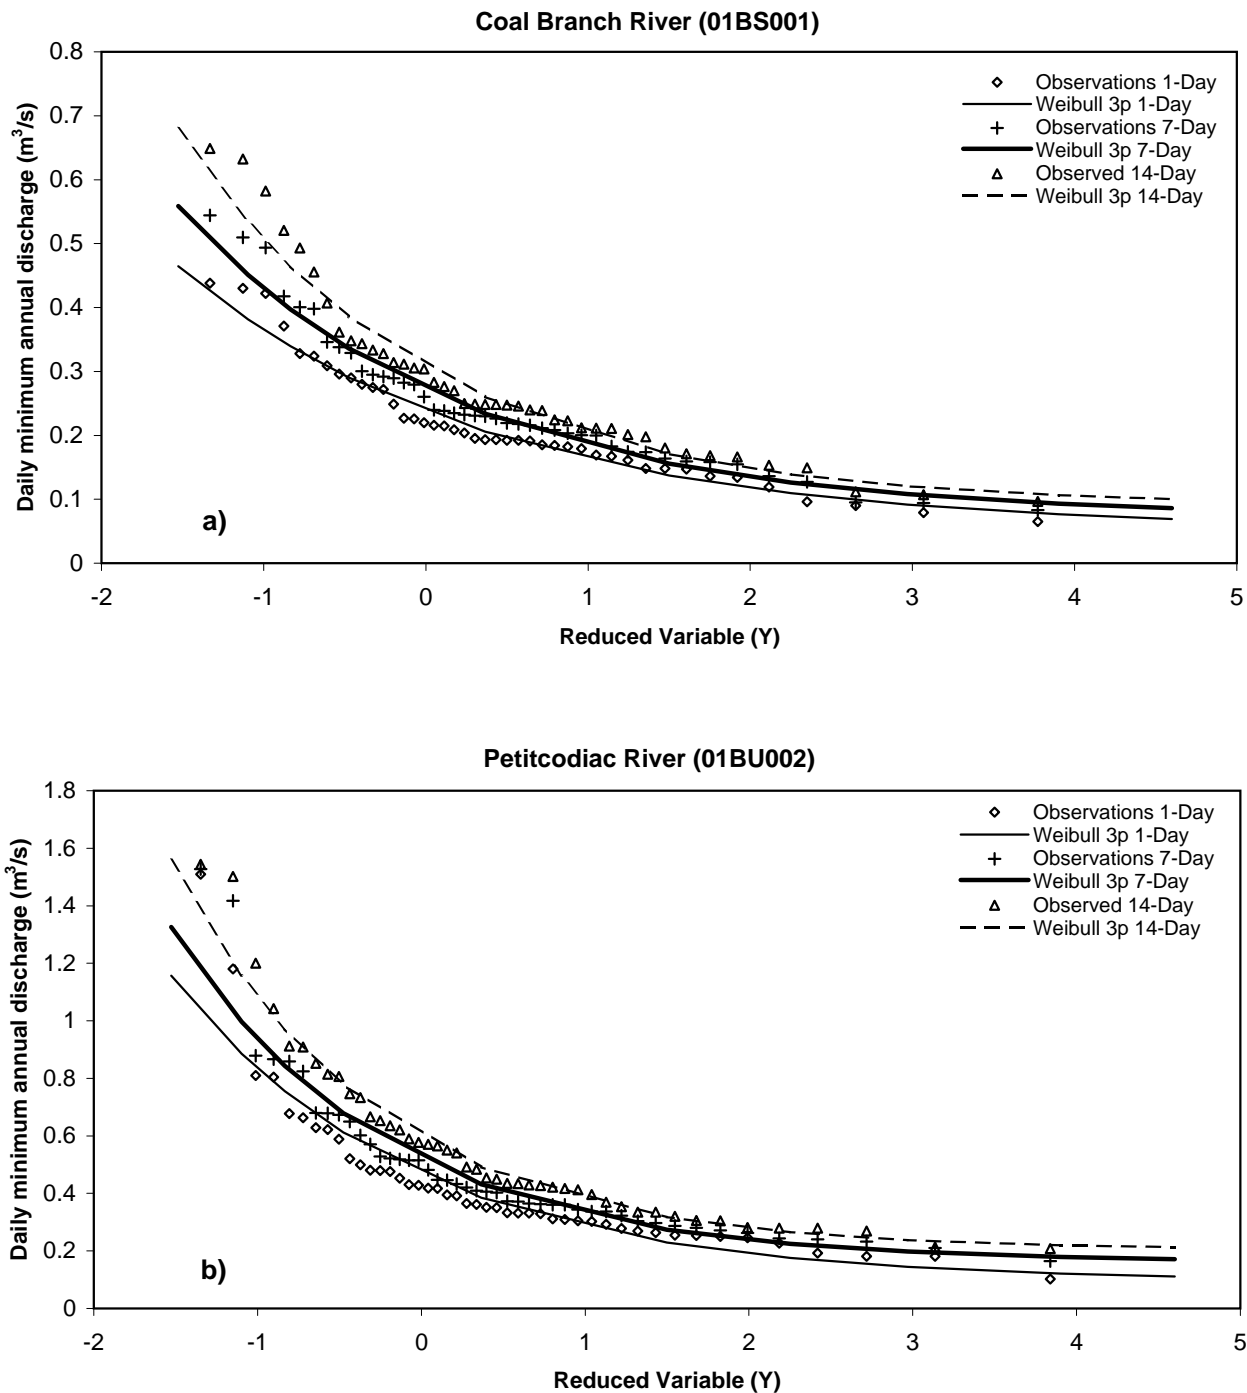 Coal Branch River (01BS001)
Daily minimum annual discharge (m³/s)
0.8
0.7
0.6
0.5
0.4
0.3
0.2
0.1
0
Observations 1-Day
Weibull 3p 1-Day
Observations 7-Day
Weibull 3p 7-Day
Observed 14-Day
Weibull 3p 14-Day
a)
-2 -1 0 1 2 3 4 5
Reduced Variable (Y)
Petitcodiac River (01BU002)
Daily minimum annual discharge (m³/s)
1.8
1.6
1.4
1.2
1
0.8
0.6
0.4
0.2
0
Observations 1-Day
Weibull 3p 1-Day
Observations 7-Day
Weibull 3p 7-Day
Observed 14-Day
Weibull 3p 14-Day
b)
-2 -1 0 1 2 3 4 5
Reduced Variable (Y)